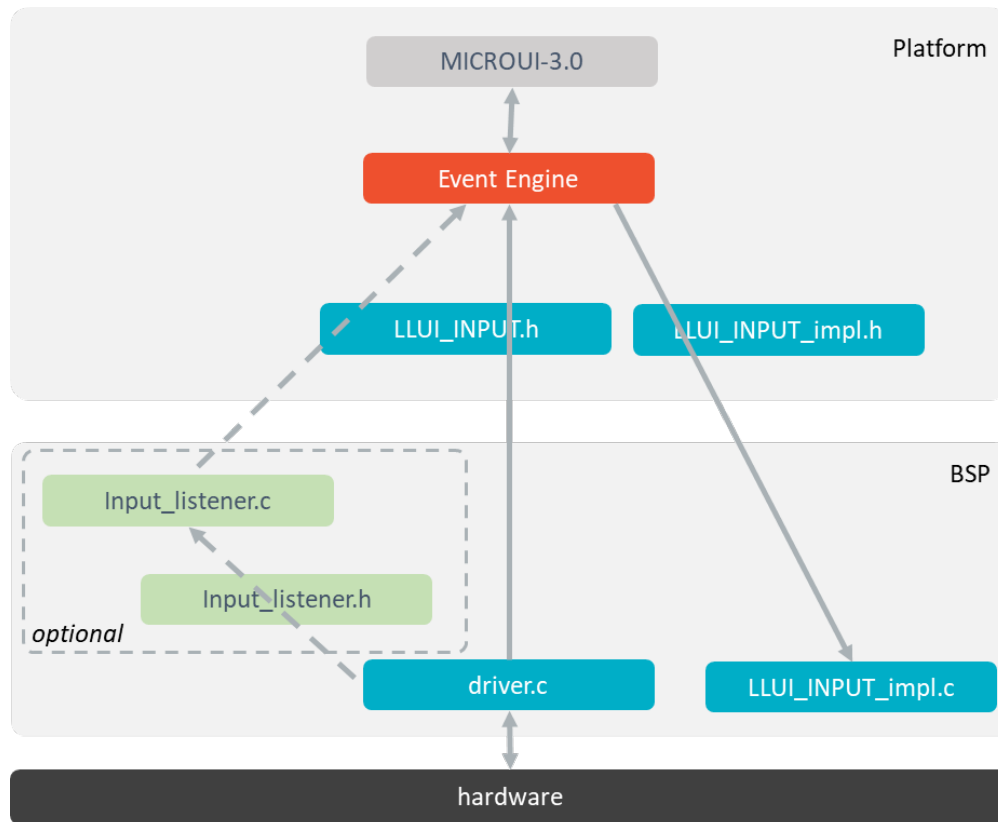 Platform
MICROUI-3.0
Event Engine
LLUI_INPUT.h
LLUI_INPUT_impl.h
BSP
Input_listener.c
Input_listener.h
optional
driver.c
LLUI_INPUT_impl.c
hardware